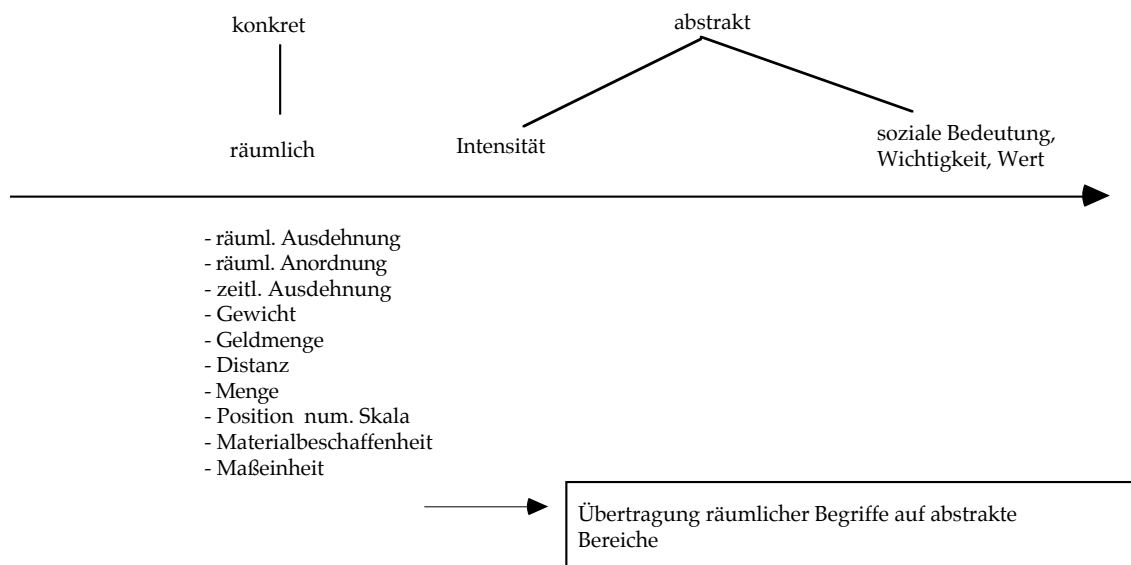 konkret
abstrakt
räumlich
Intensität
soziale Bedeutung,
Wichtigkeit, Wert
- räuml. Ausdehnung
- räuml. Anordnung
- zeitl. Ausdehnung
- Gewicht
- Geldmenge
- Distanz
- Menge
- Position num. Skala
- Materialbeschaffenheit
- Maßeinheit
Übertragung räumlicher Begriffe auf abstrakte
Bereiche